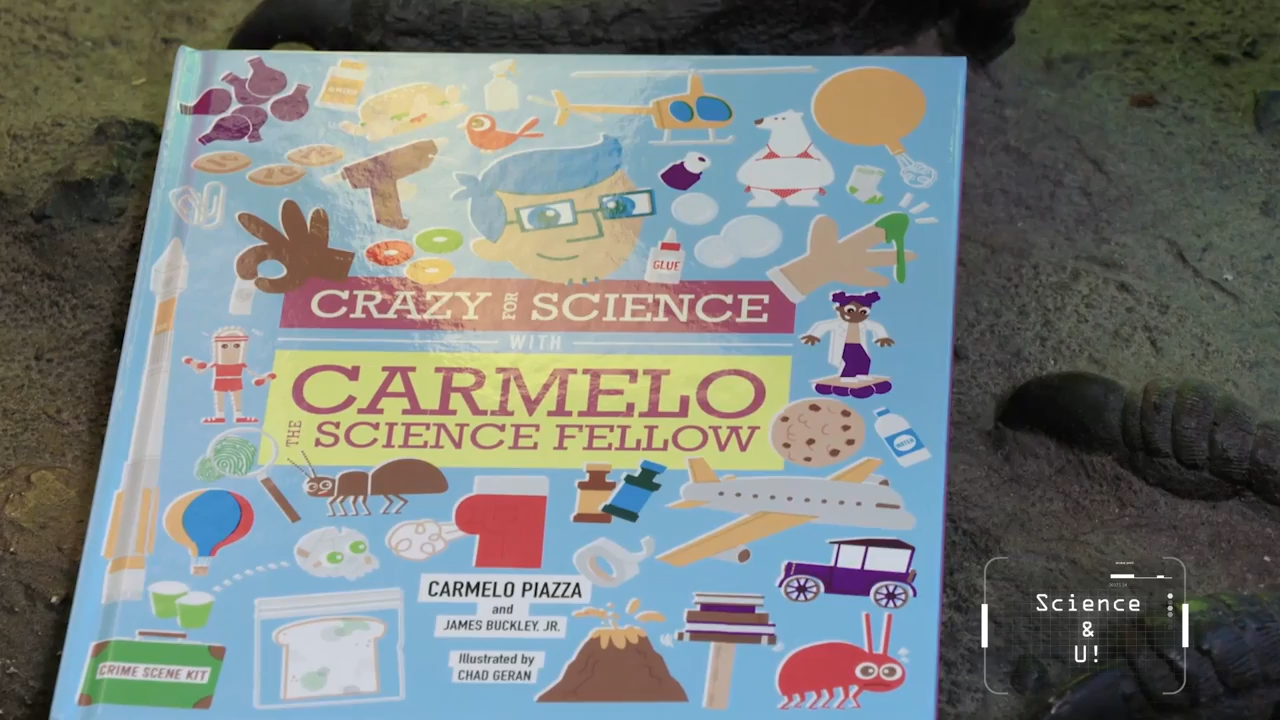 CRAZY FOR SCIENCE
WITH
CARMELO
THE SCIENCE FELLOW
GLUE
WATER
CRIME SCENE KIT
CARMELO PIAZZA
and
JAMES BUCKLEY, JR.
Illustrated by
CHAD GERAN
Science
&
U!